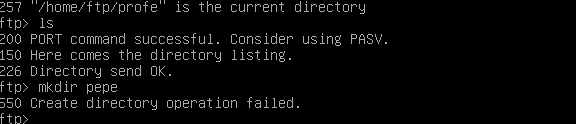 257 "/home/ftp/profe" is the current directory
ftp> ls
200 PORT command successful. Consider using PASV.
150 Here comes the directory listing.
226 Directory send OK.
ftp> mkdir pepe
550 Create directory operation failed.
ftp>